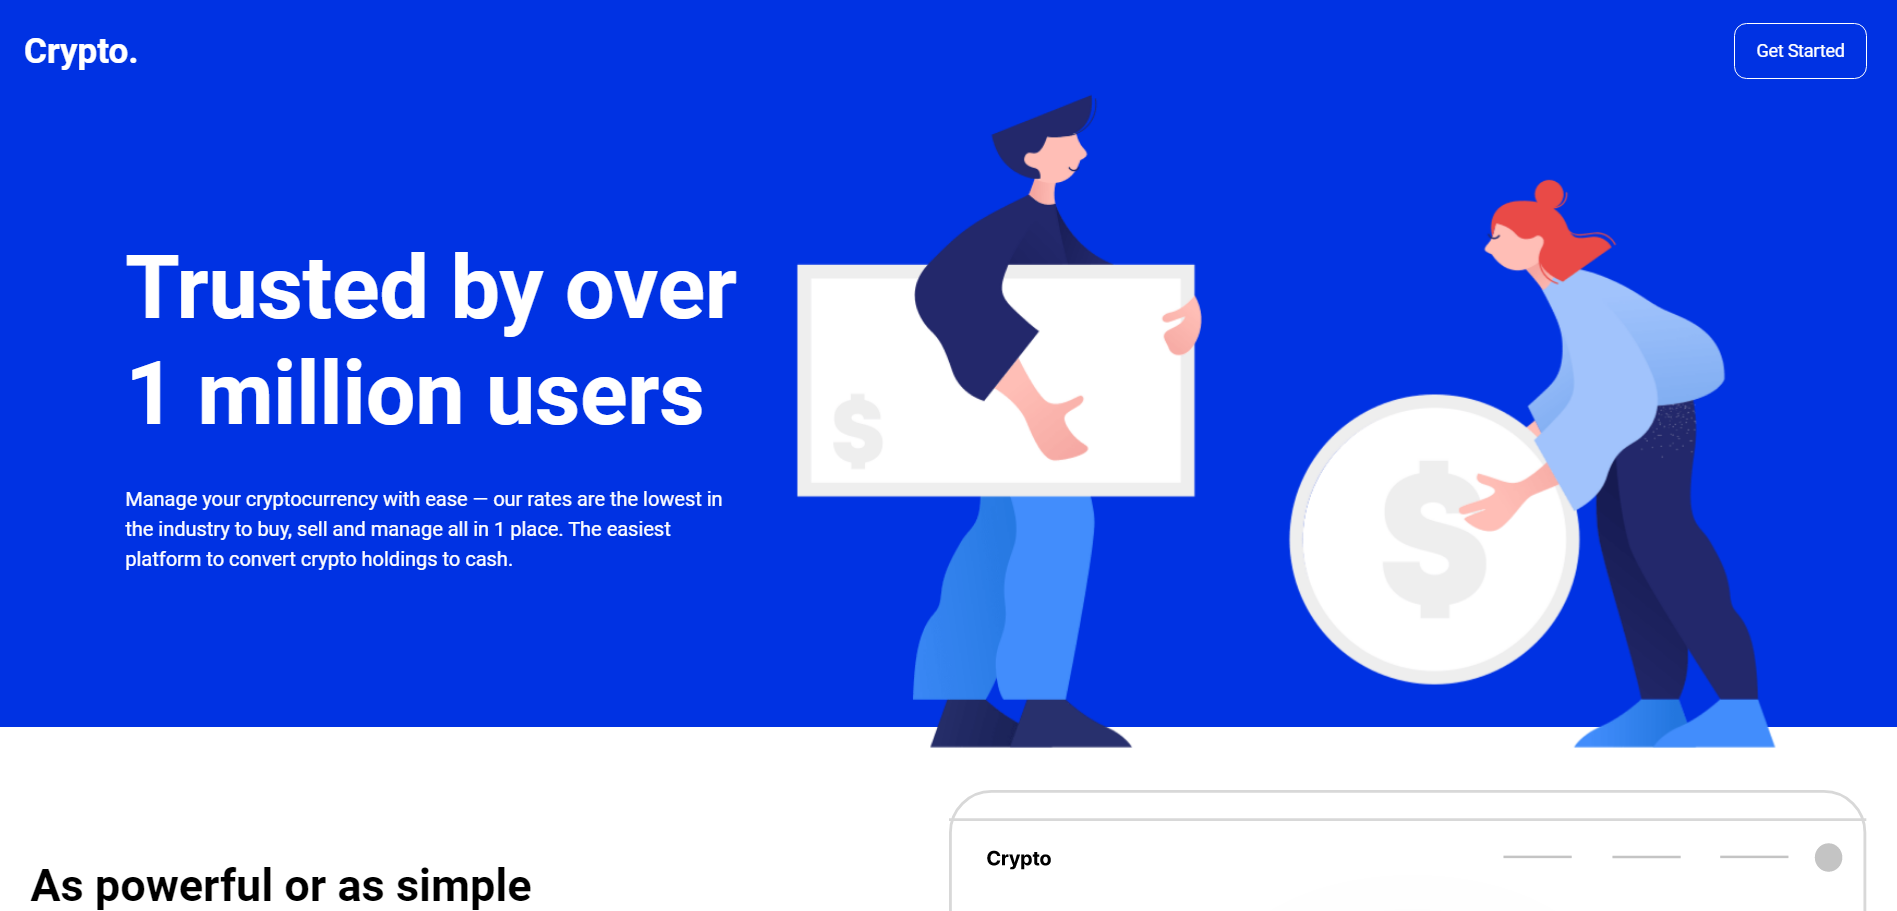 Crypto.
Get Started
Trusted by over
1 million users
Manage your cryptocurrency with ease — our rates are the lowest in
the industry to buy, sell and manage all in 1 place. The easiest
platform to convert crypto holdings to cash.
$
$
Crypto
As powerful or as simple